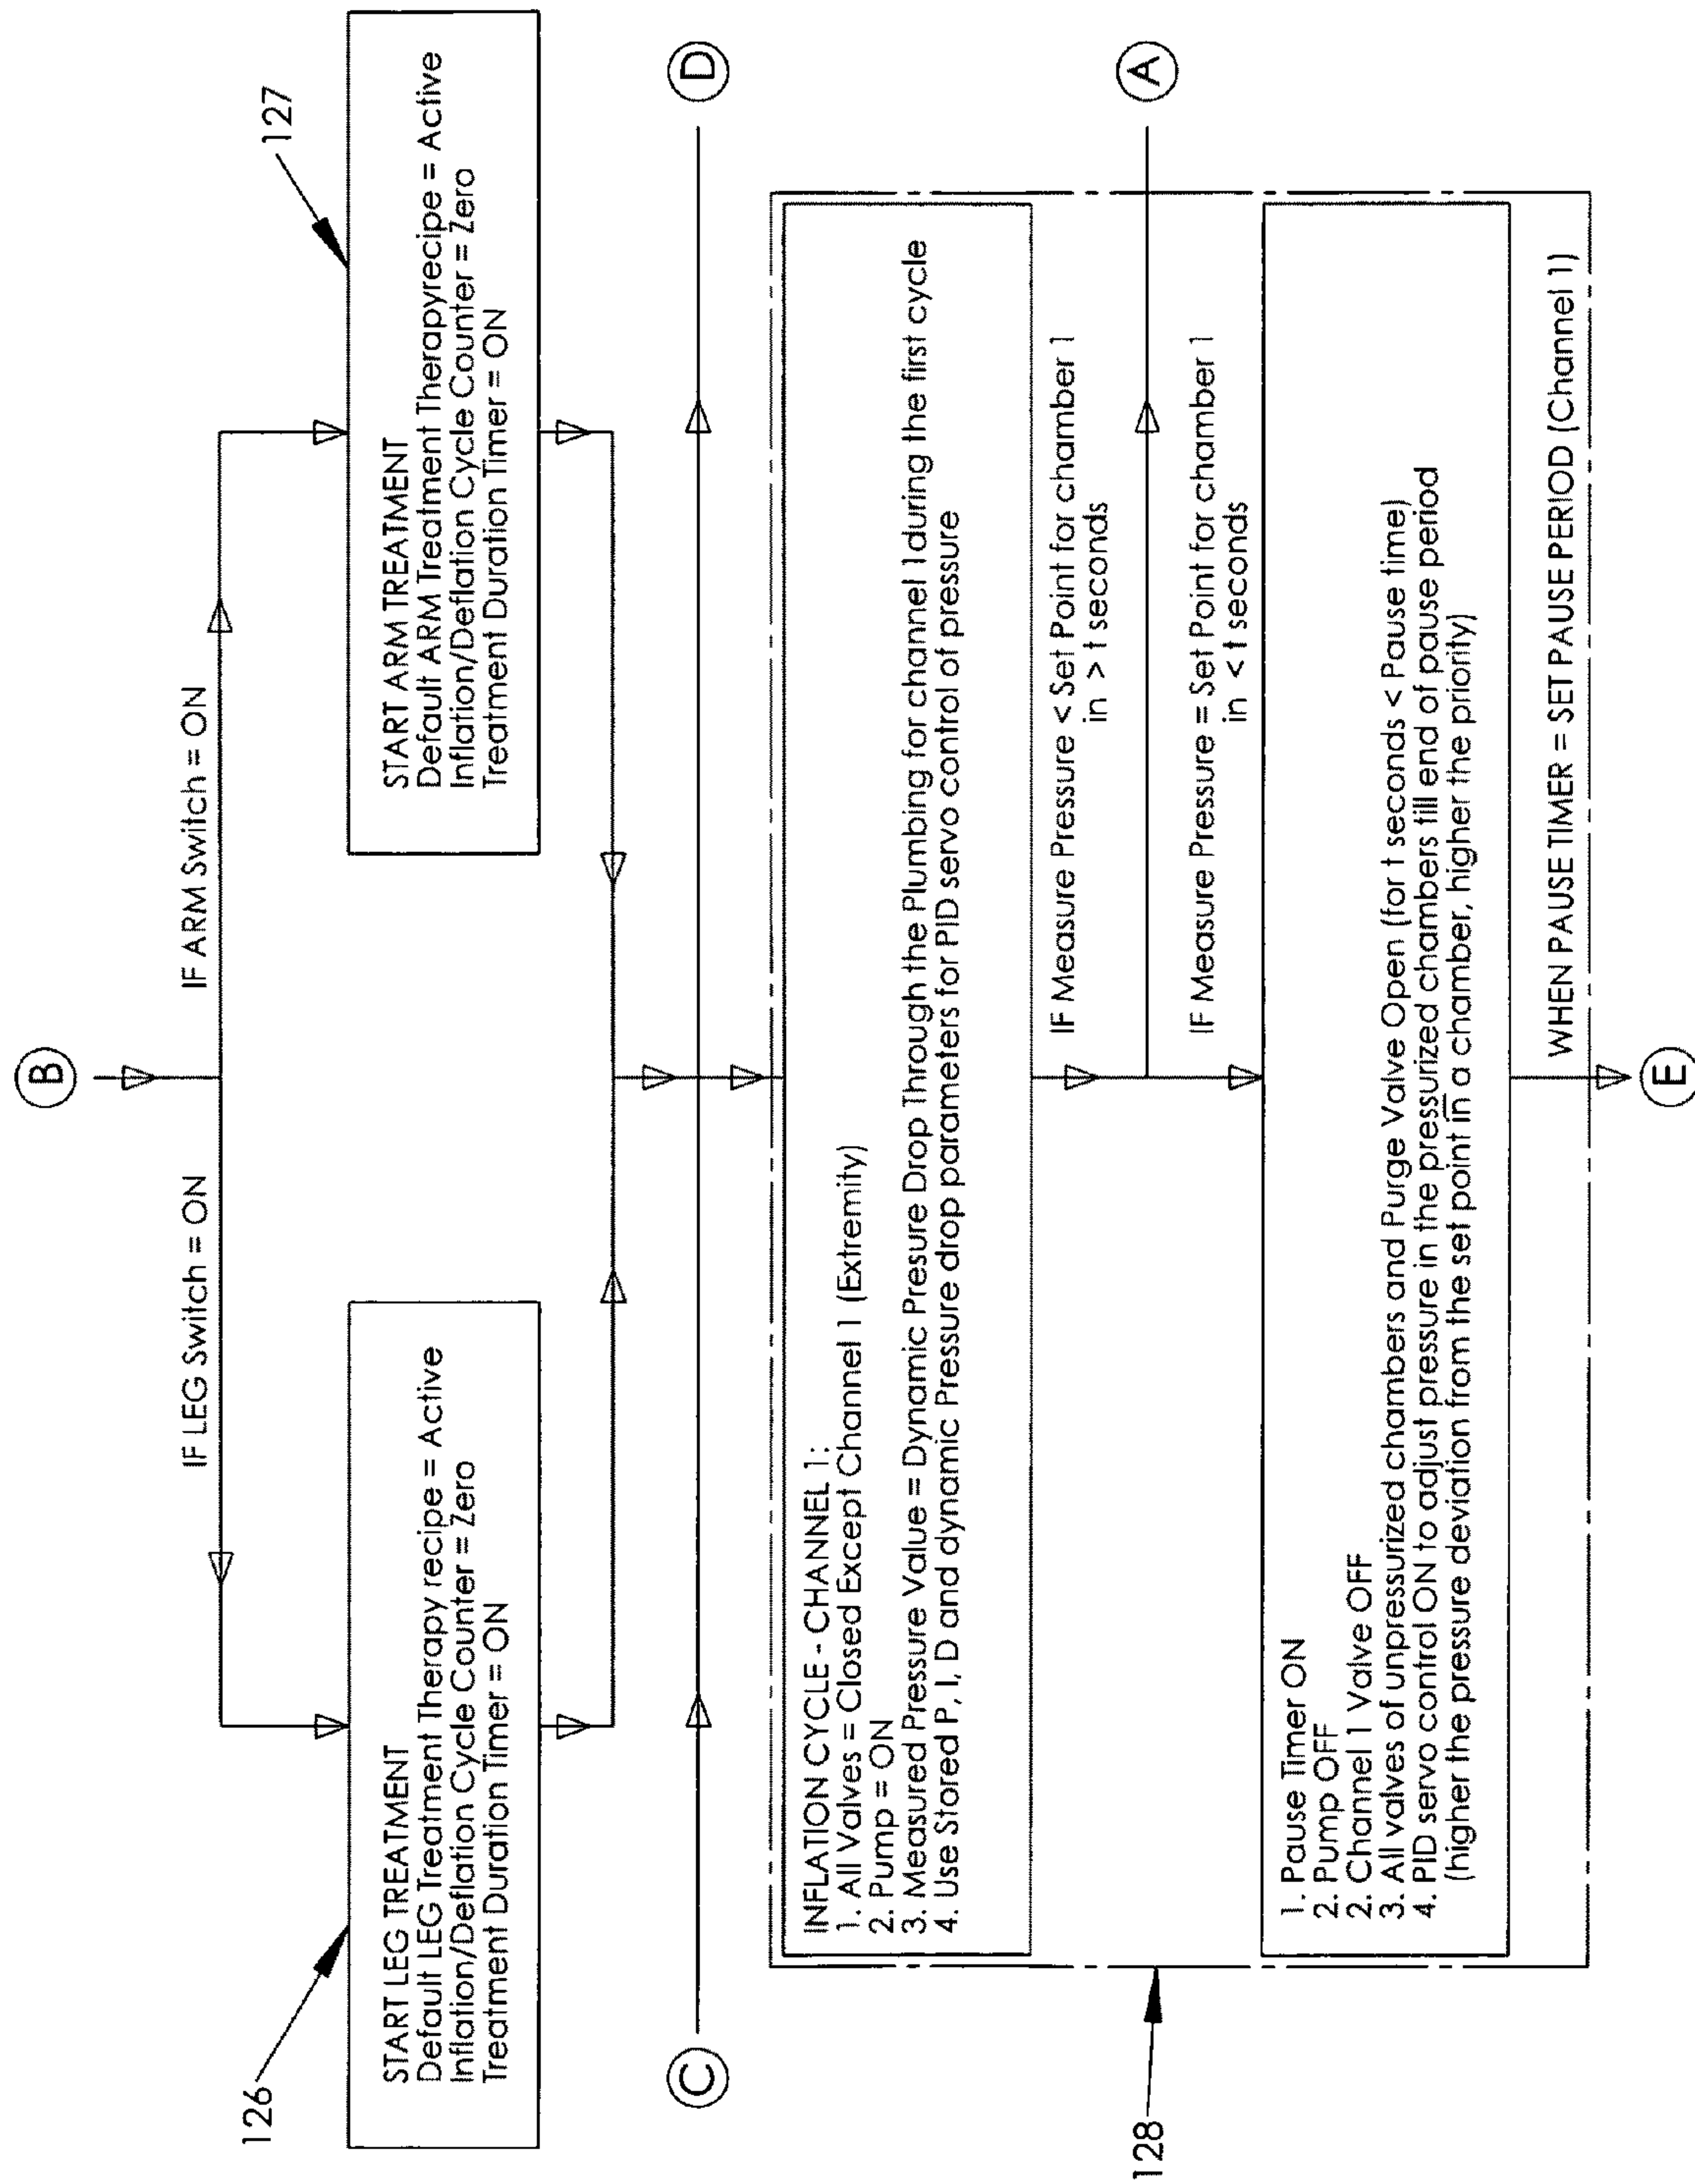 B
IF LEG Switch = ON
IF ARM Switch = ON
126
127
START LEG TREATMENT
Default LEG Treatment Therapy recipe = Active
Inflation/Deflation Cycle Counter = Zero
Treatment Duration Timer = ON
START ARM TREATMENT
Default ARM Treatment Therapyrecipe = Active
Inflation/Deflation Cycle Counter = Zero
Treatment Duration Timer = ON
C
D
INFLATION CYCLE - CHANNEL 1:
1. All Valves = Closed Except Channel 1 (Extremity)
2. Pump = ON
3. Measured Pressure Value = Dynamic Presure Drop Through the Plumbing for channel 1during the first cycle
4. Use Stored P, I, D and dynamic Pressure drop parameters for PID servo control of pressure
128
IF Measure Pressure < Set Point for chamber 1
in > t seconds
A
IF Measure Pressure = Set Point for chamber 1
in < t seconds
1. Pause Timer ON
2. Pump OFF
2. Channel 1 Valve OFF
3. All valves of unpressurized chambers and Purge Valve Open (for t seconds < Pause time)
4. PID servo control ON to adjust pressure in the pressurized chambers till end of pause period
(higher the pressure deviation from the set point in a chamber, higher the priority)
WHEN PAUSE TIMER = SET PAUSE PERIOD (Channel 1)
E